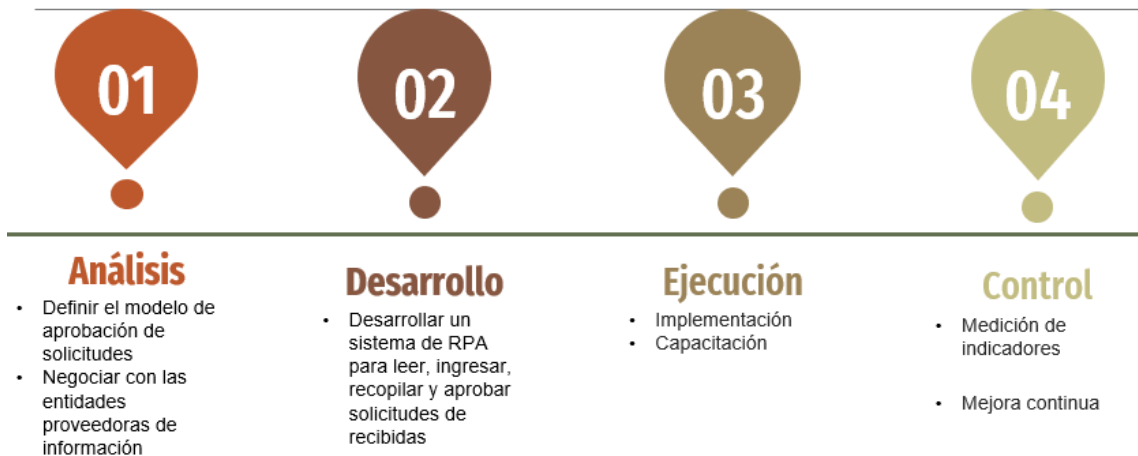 01
Análisis
• Definir el modelo de
aprobación de
solicitudes
• Negociar con las
entidades
proveedoras de
información
02
Desarrollo
• Desarrollar un
sistema de RPA
para leer, ingresar,
recopilar y aprobar
solicitudes de
recibidas
03
Ejecución
• Implementación
• Capacitación
04
Control
• Medición de
indicadores
• Mejora continua